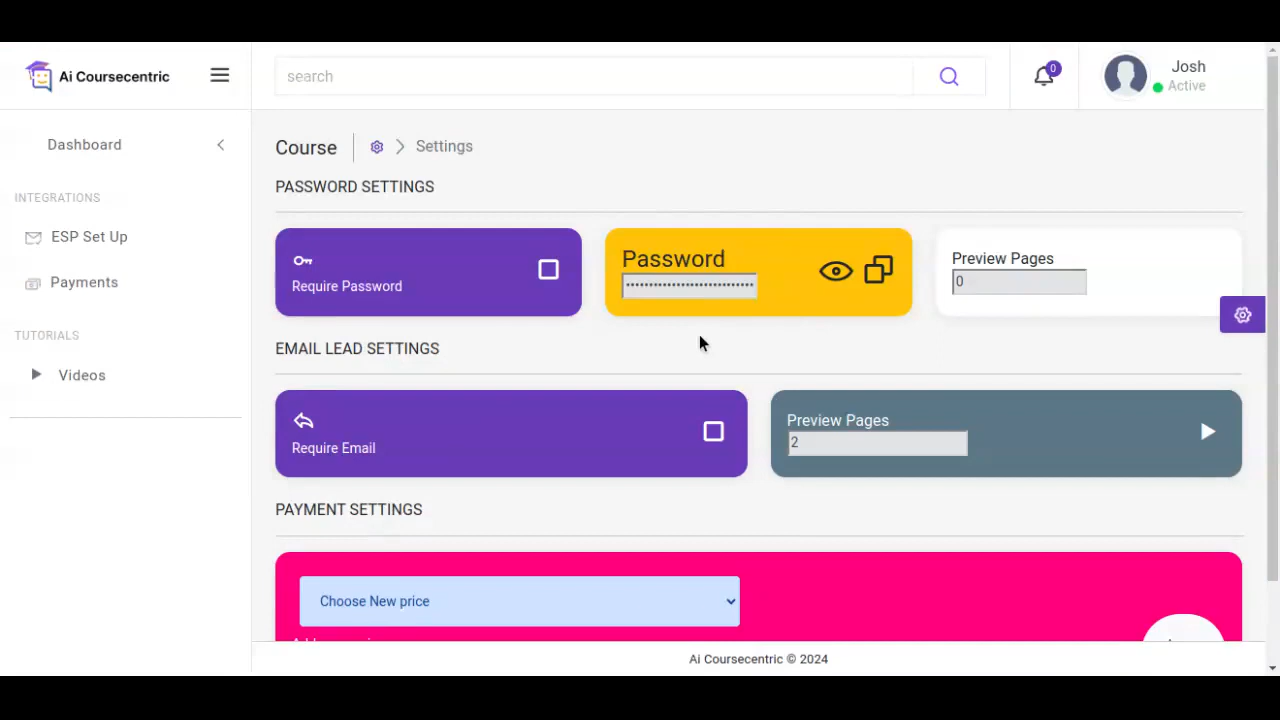 Ai Coursecentric
search
0
Josh
Active
Dashboard
INTEGRATIONS
ESP Set Up
Payments
TUTORIALS
Videos
Course
Settings
PASSWORD SETTINGS
Require Password
Password
Preview Pages
0
EMAIL LEAD SETTINGS
Require Email
Preview Pages
2
PAYMENT SETTINGS
Choose New price
Ai Coursecentric © 2024